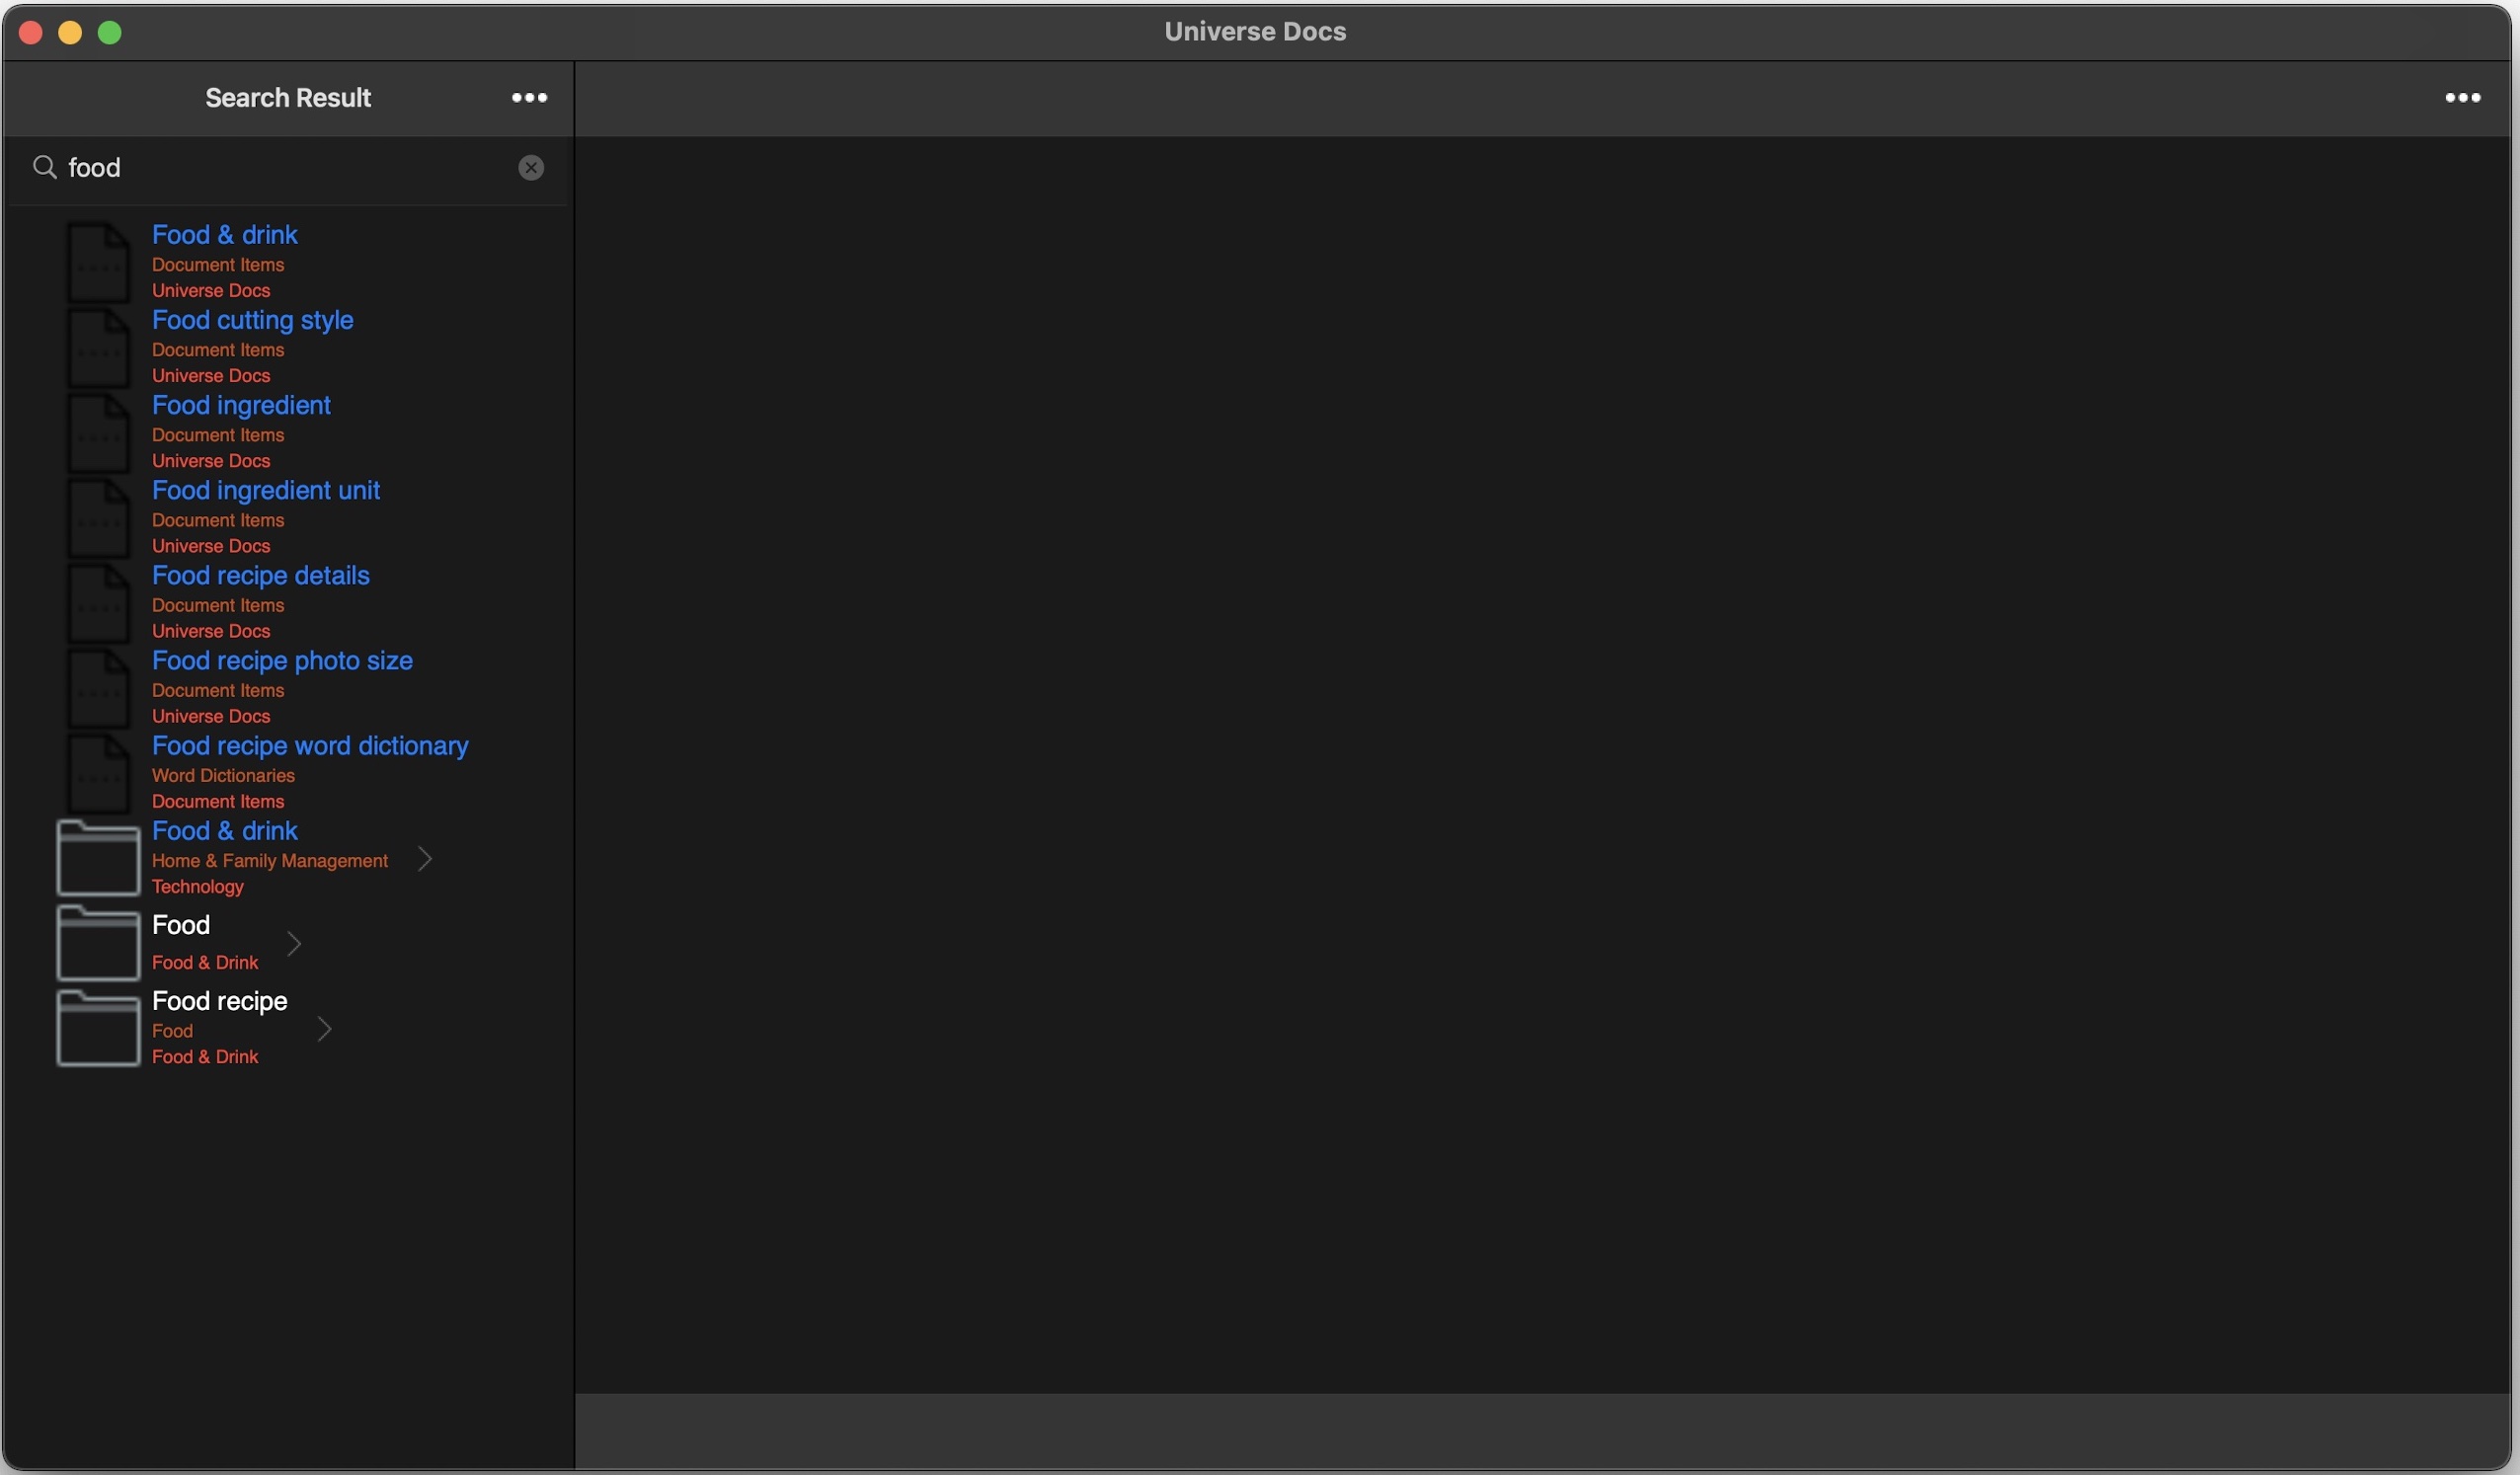 Universe Docs
Search Result
food
Food & drink
Document Items
Universe Docs
Food cutting style
Document Items
Universe Docs
Food ingredient
Document Items
Universe Docs
Food ingredient unit
Document Items
Universe Docs
Food recipe details
Document Items
Universe Docs
Food recipe photo size
Document Items
Universe Docs
Food recipe word dictionary
Word Dictionaries
Document Items
Food & drink
Home & Family Management
Technology
Food
Food & Drink
Food recipe
Food
Food & Drink